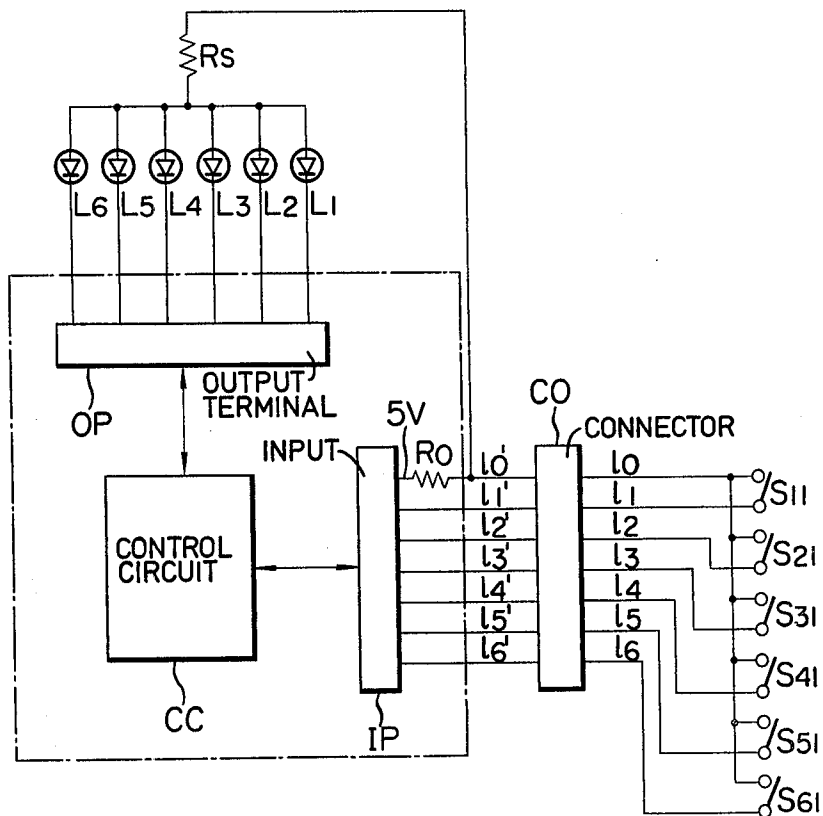 Rs
L6 L5 L4 L3 L2 L1
OUTPUT
TERMINAL
OP
5V
CO
CONNECTOR
INPUT
Ro
CONTROL
CIRCUIT
CC
IP
l0' l0
l1' l1
l2' l2
l3' l3
l4' l4
l5' l5
l6' l6
S11
S21
S31
S41
S51
S61